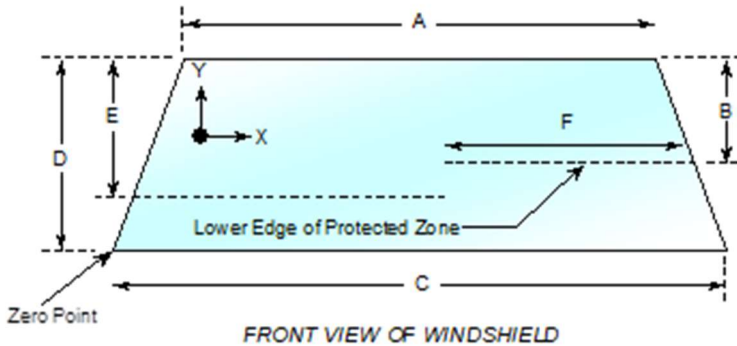 A
Y
E
B
F
X
D
Lower Edge of Protected Zone
C
Zero Point
FRONT VIEW OF WINDSHIELD